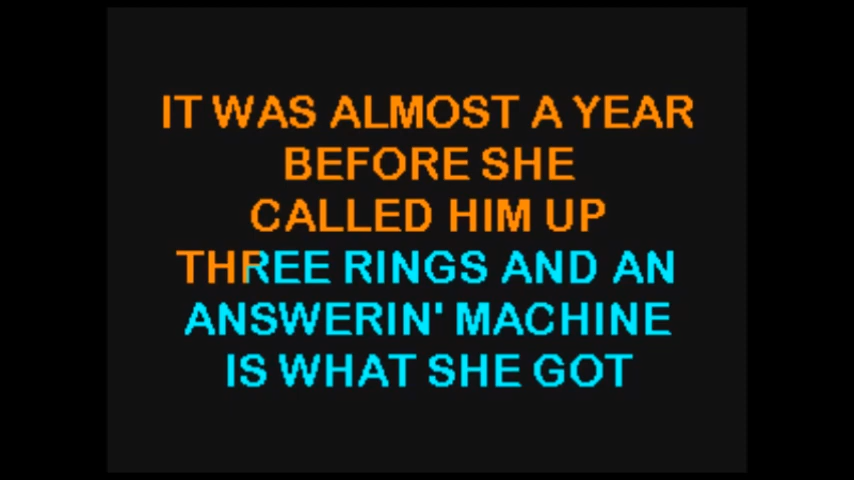 IT WAS ALMOST A YEAR
BEFORE SHE
CALLED HIM UP
THREE RINGS AND AN
ANSWERIN' MACHINE
IS WHAT SHE GOT